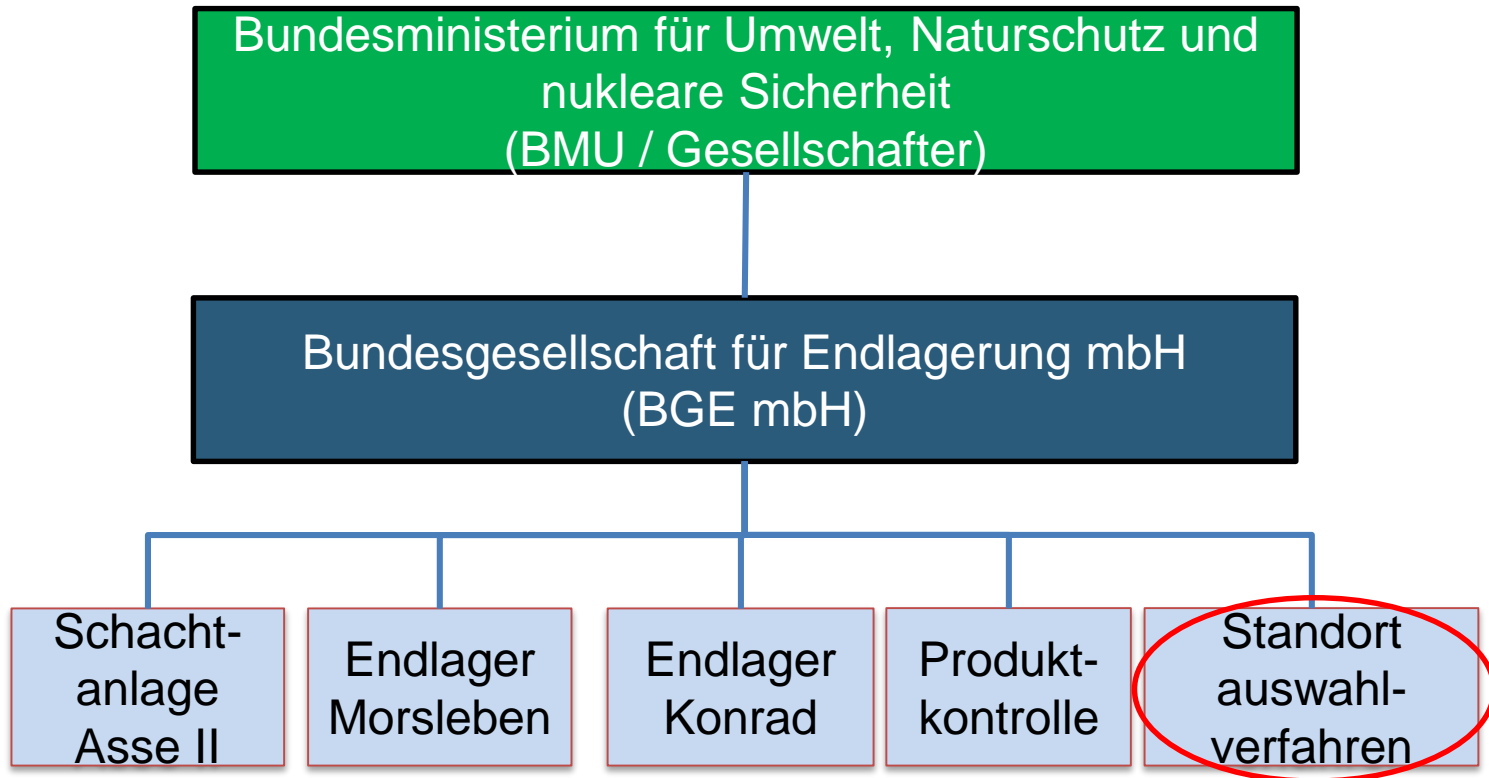 Bundesministerium für Umwelt, Naturschutz und
nukleare Sicherheit
(BMU / Gesellschafter)
Bundesgesellschaft für Endlagerung mbH
(BGE mbH)
Schacht-
anlage
Asse II
Endlager
Morsleben
Endlager
Konrad
Produkt-
kontrolle
Standort
auswahl-
verfahren